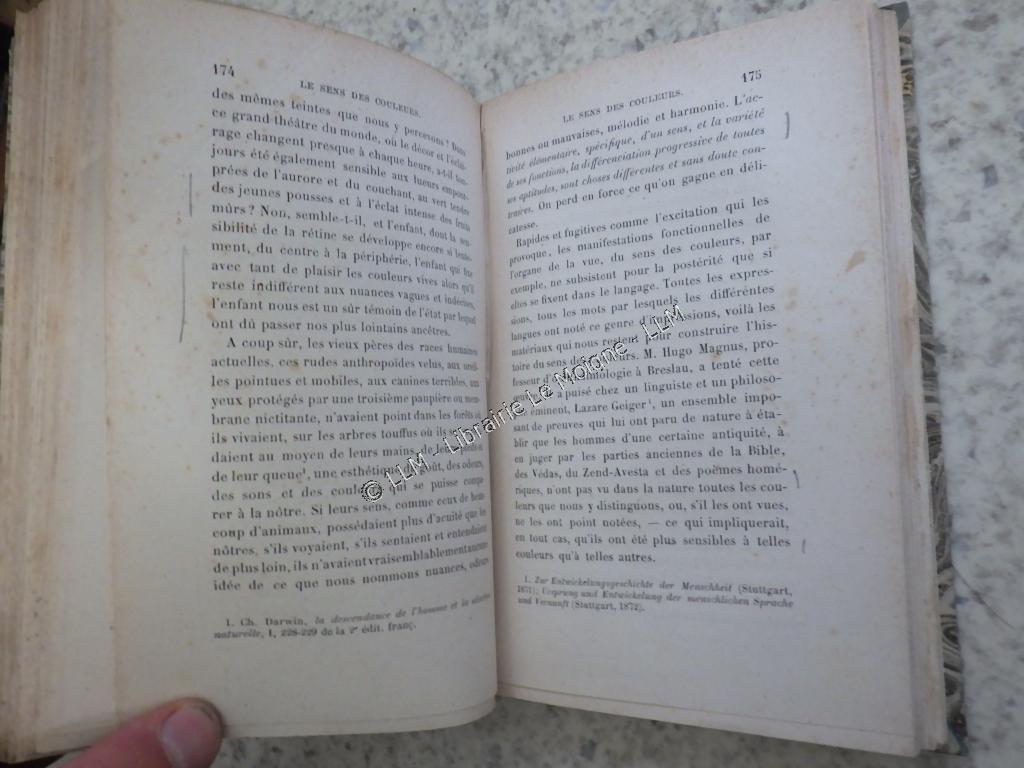 174
LE SENS DES COULEURS.
des mêmes teintes que nous y percevons? Dans
ce grand théâtre du monde, où le décor et l'éclai-
rage changent presque à chaque heure, a-t-il tou-
jours été également sensible aux lueurs empour-
prées de l'aurore et du couchant, au vert tendre
des jeunes pousses et à l'éclat intense des fruits
mûrs? Non, semble-t-il, et l'enfant, dont la sen-
sibilité de la rétine se développe encore si lente-
ment, du centre à la périphérie, l'enfant qui fixe
avec tant de plaisir les couleurs vives alors qu'il
reste indifférent aux nuances vagues et indécises,
l'enfant nous est un sûr témoin de l'état par lequel
ont dû passer nos plus lointains ancêtres.
A coup sûr, les vieux pères des races humaines
actuelles, ces rudes anthropoïdes velus, aux oreil-
les pointues et mobiles, aux canines terribles, aux
yeux protégés par une troisième paupière ou mem-
brane nictitante, n'avaient point dans les forêts où
ils vivaient, sur les arbres touffus où ils se
daient au moyen de leurs mains, de leurs pieds et
de leur queue¹, une esthétique du goût, des odeurs,
des sons et des couleurs qui se puisse compa-
rer à la nôtre. Si leurs sens, comme ceux de beau-
coup d'animaux, possédaient plus d'acuité que les
nôtres, s'ils voyaient, s'ils sentaient et entendaient
de plus loin, ils n'avaient vraisemblablement aucune
idée de ce que nous nommons nuances, odeurs
1. Ch. Darwin, la descendance de l'homme et la sélection
naturelle, I, 228-229 de la 2e édit. franç.
175
LE SENS DES COULEURS.
bonnes ou mauvaises, mélodie et harmonie. L'ac-
tivité élémentaire, spécifique, d'un sens, et la variété
de ses fonctions, la différenciation progressive de toutes
ses aptitudes, sont choses différentes et sans doute con-
traires. On perd en force ce qu'on gagne en déli-
catesse.
Rapides et fugitives comme l'excitation qui les
provoque, les manifestations fonctionnelles de
l'organe de la vue, du sens des couleurs, par
exemple, ne subsistent pour la postérité que si
elles se fixent dans le langage. Toutes les expres-
sions, tous les mots par lesquels les différentes
langues ont noté ce genre d'impressions, voilà les
matériaux qui nous restent pour construire l'his-
toire du sens des couleurs. M. Hugo Magnus, pro-
fesseur d'ophthalmologie à Breslau, a tenté cette
a puisé chez un linguiste et un philoso-
phe éminent, Lazare Geiger¹, un ensemble impo-
sant de preuves qui lui ont paru de nature à éta-
blir que les hommes d'une certaine antiquité, à
en juger par les parties anciennes de la Bible,
des Védas, du Zend-Avesta et des poèmes homé-
riques, n'ont pas vu dans la nature toutes les cou-
leurs que nous y distinguons, ou, s'il les ont vues,
ne les ont point notées, — ce qui impliquerait,
en tout cas, qu'ils ont été plus sensibles à telles
couleurs qu'à telles autres.
1. Zur Entwickelungsgeschichte der Menschheit (Stuttgart,
1871); Ursprung und Entwickelung der menschlichen Sprache
und Vernunft (Stuttgart, 1872).
© LLM Librairie Le Moigne LLM